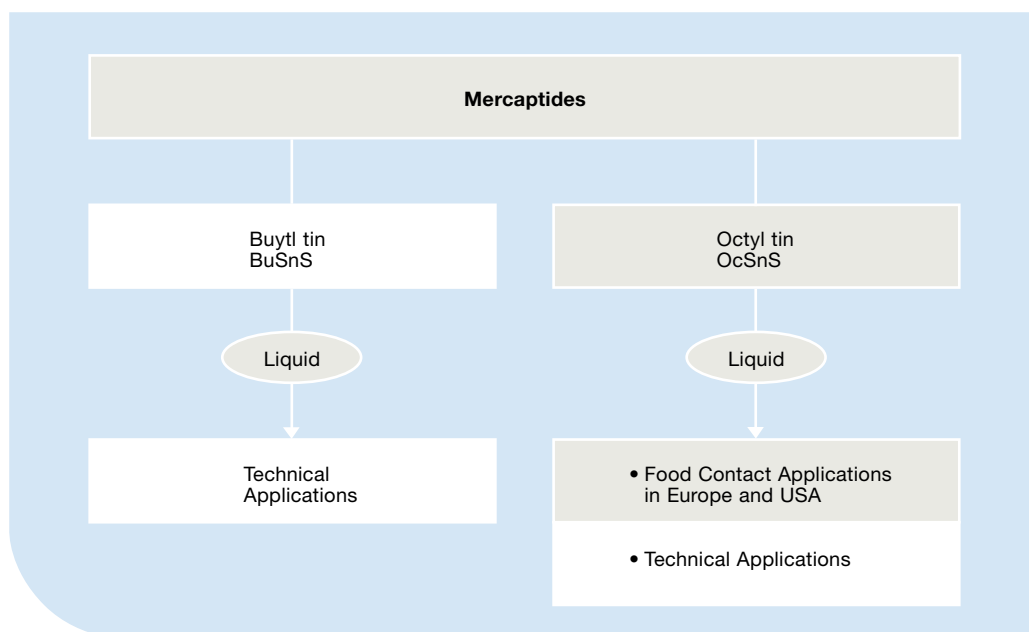 Mercaptides
Buytl tin
BuSnS
Octyl tin
OcSnS
Liquid
Liquid
Technical
Applications
• Food Contact Applications
in Europe and USA
• Technical Applications